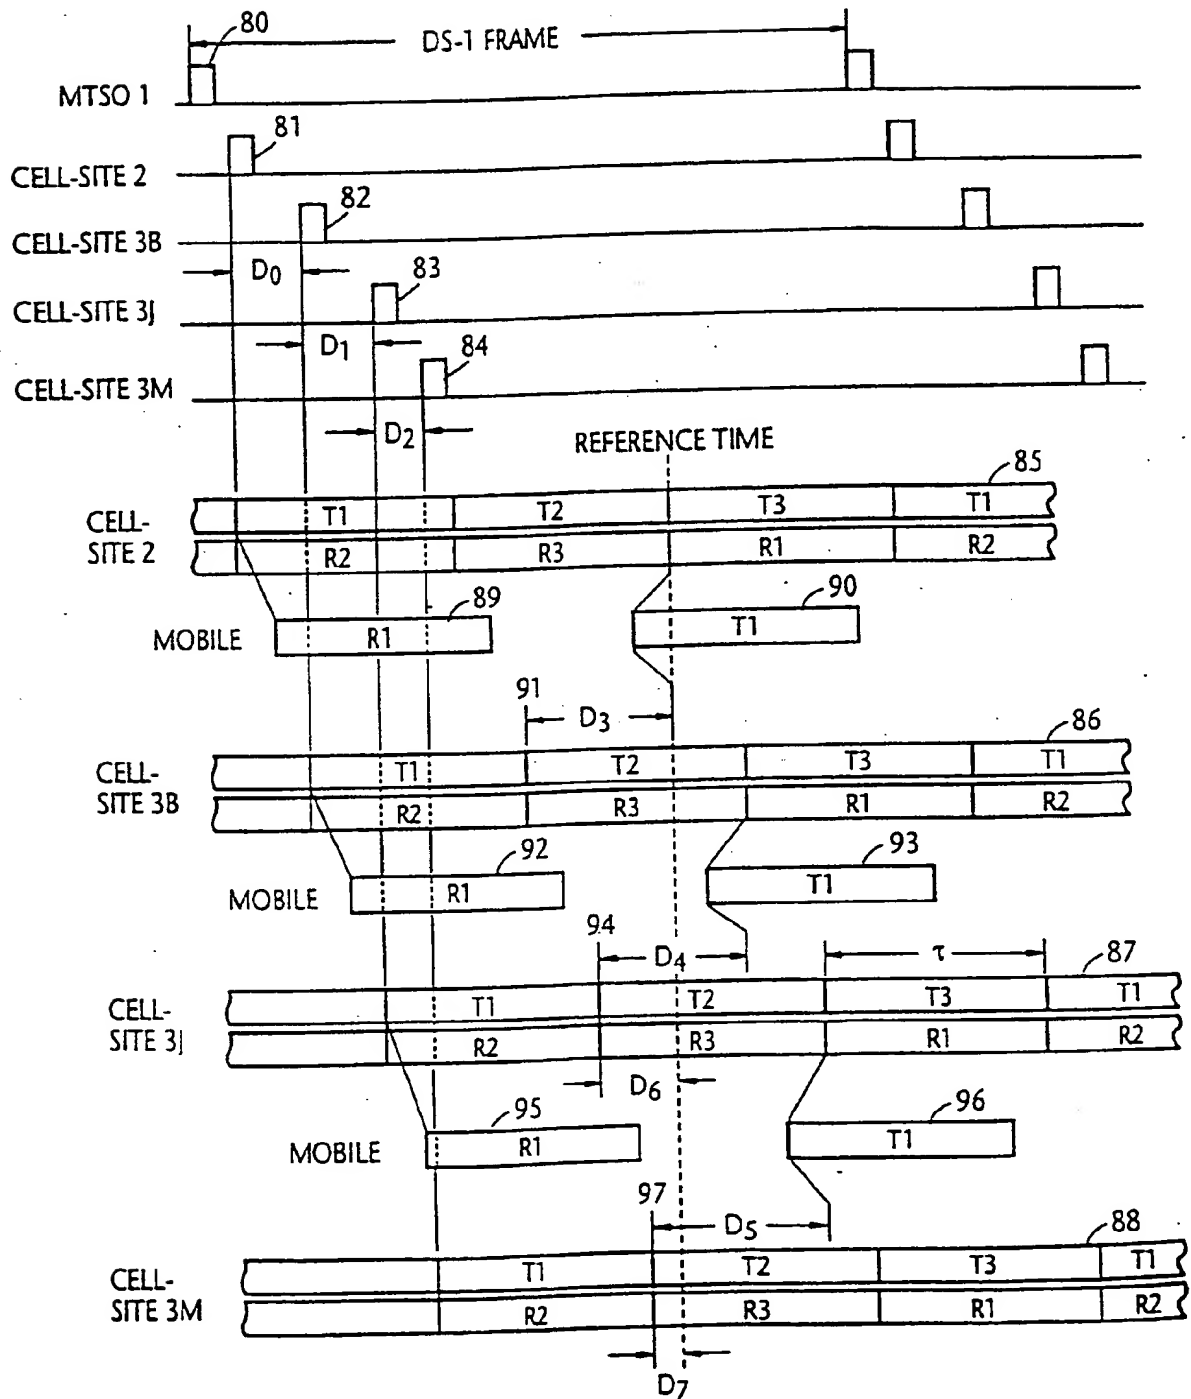 80
DS-1 FRAME
MTSO 1
81
CELL-SITE 2
82
CELL-SITE 3B
D0
83
CELL-SITE 3J
D1
84
CELL-SITE 3M
D2
REFERENCE TIME
85
CELL-
SITE 2
T1 T2 T3 T1
R2 R3 R1 R2
89
90
MOBILE R1 T1
91
D3
86
CELL-
SITE 3B
T1 T2 T3 T1
R2 R3 R1 R2
92
93
MOBILE R1 T1
94
D4
τ
87
CELL-
SITE 3J
T1 T2 T3 T1
R2 R3 R1 R2
D6
95
96
MOBILE R1 T1
97
D5
88
CELL-
SITE 3M
T1 T2 T3 T1
R2 R3 R1 R2
D7